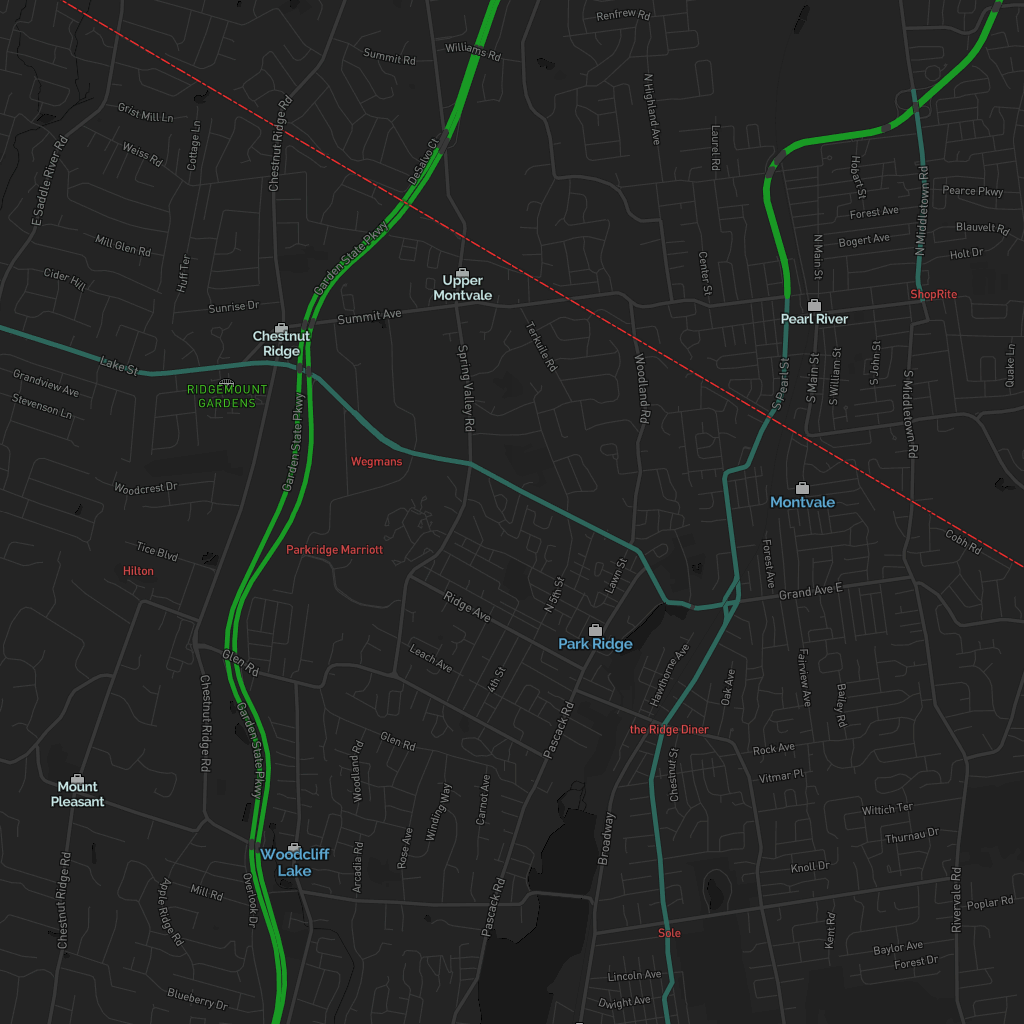 Renfrew Rd
Williams Rd
Summit Rd
N Highland Ave
Grist Mill Ln
Cottage Ln
Chestnut Ridge Rd
Laurel Rd
Weiss Rd
E Saddle River Rd
DeSalvo Ct
Hobart St
Pearce Pkwy
N Middletown Rd
Forest Ave
Blauvelt Rd
Bogert Ave
N Main St
Holt Dr
Mill Glen Rd
Garden State Pkwy
Huff Ter
Center St
Cider Hill
Upper
Montvale
ShopRite
Sunrise Dr
Summit Ave
Pearl River
Chestnut
Ridge
Terkuile Rd
Lake St
Spring Valley Rd
Woodland Rd
S Pearl St
S Main St
S William St
S John St
Quake Ln
Grandview Ave
RIDGEMOUNT
GARDENS
Stevenson Ln
S Middletown Rd
Garden State Pkwy
Wegmans
Woodcrest Dr
Montvale
Tice Blvd
Parkridge Marriott
Cobh Rd
Hilton
Forest Ave
Lawn St
N 5th St
Grand Ave E
Ridge Ave
Park Ridge
Leach Ave
Glen Rd
4th St
Hawthorne Ave
Oak Ave
Fairview Ave
Bailey Rd
Chestnut Ridge Rd
Garden State Pkwy
Pascack Rd
the Ridge Diner
Glen Rd
Rock Ave
Woodland Rd
Chestnut St
Vitmar Pl
Mount
Pleasant
Winding Way
Carnot Ave
Wittich Ter
Broadway
Thurnau Dr
Rose Ave
Woodcliff
Lake
Arcadia Rd
Knoll Dr
Chestnut Ridge Rd
Apple Ridge Rd
Mill Rd
Overlook Dr
Pascack Rd
Rivervale Rd
Poplar Rd
Kent Rd
Sole
Baylor Ave
Forest Dr
Lincoln Ave
Blueberry Dr
Dwight Ave